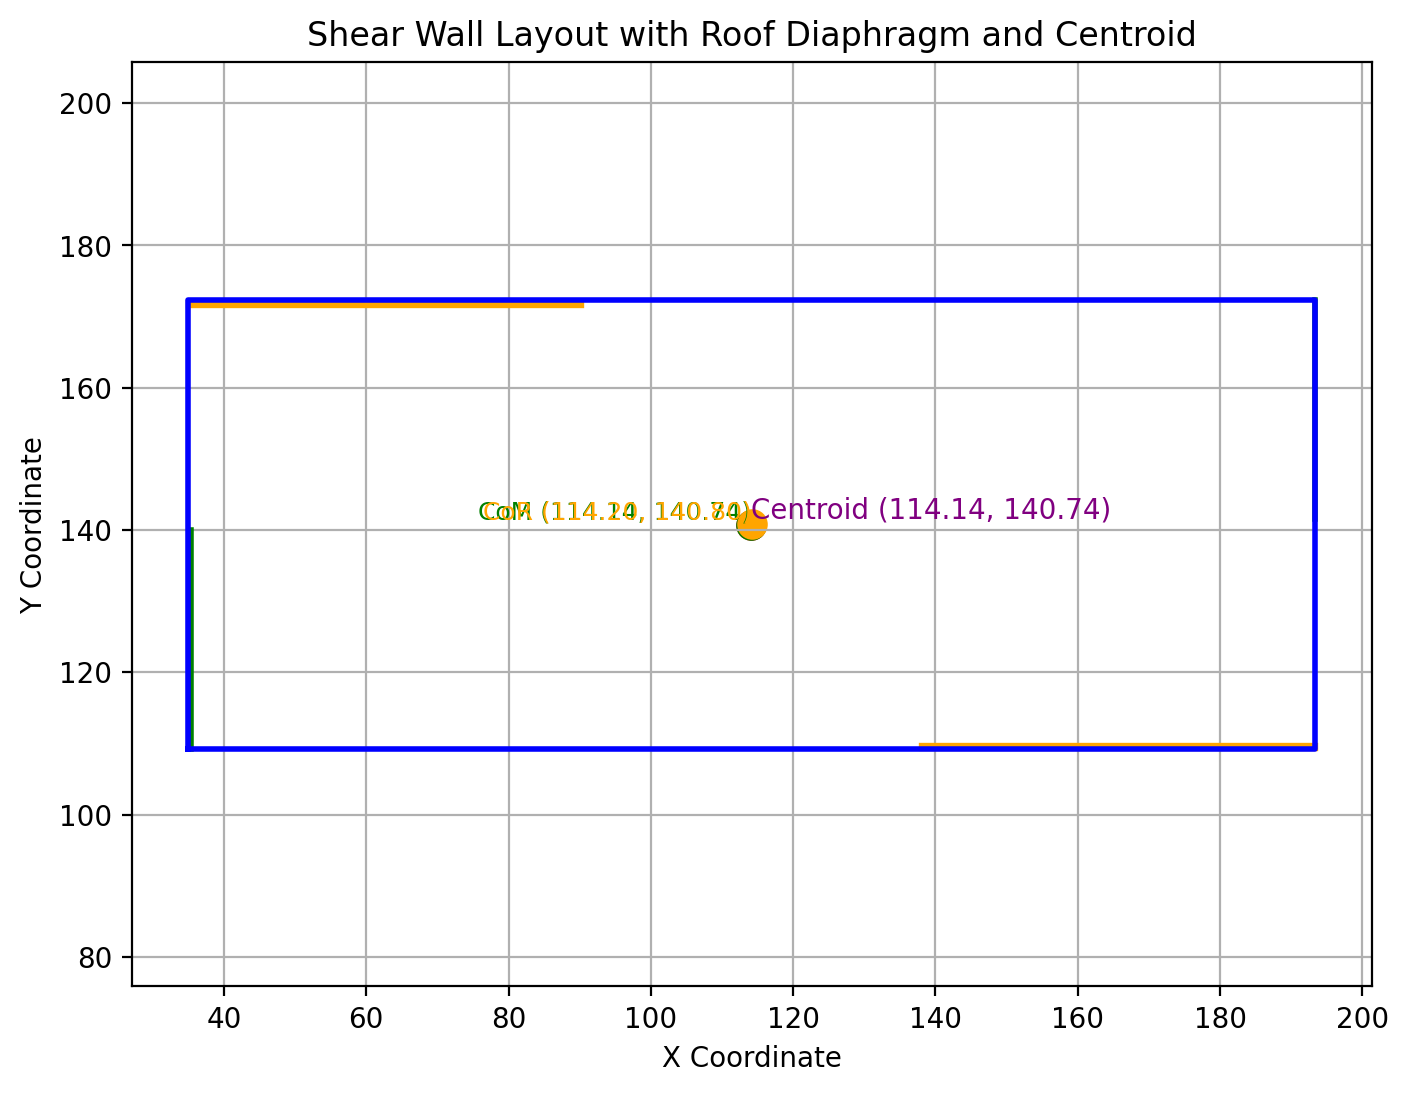 Shear Wall Layout with Roof Diaphragm and Centroid
200
180
160
140
120
100
80
Y Coordinate
Centroid (114.14, 140.74)
40 60 80 100 120 140 160 180 200
X Coordinate